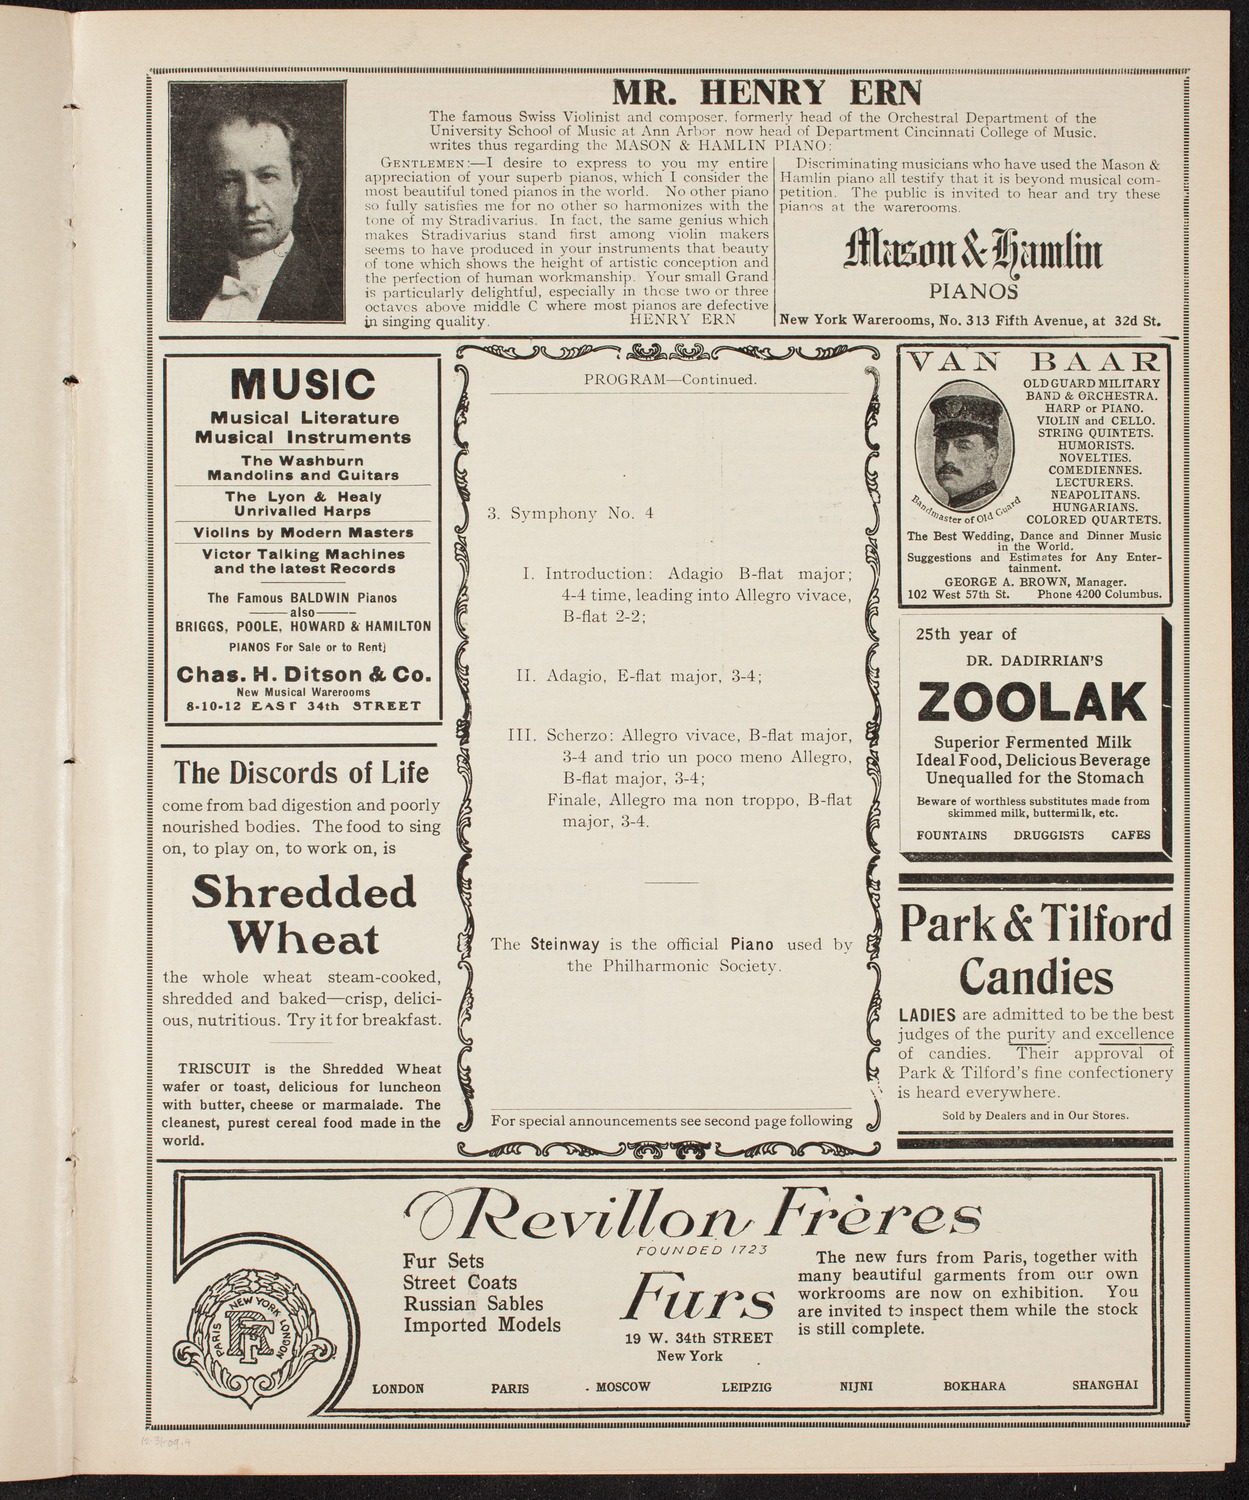 MR. HENRY ERN
The famous Swiss Violinist and composer, formerly head of the Orchestral Department of the
University School of Music at Ann Arbor now head of Department Cincinnati College of Music.
writes thus regarding the MASON & HAMLIN PIANO:
GENTLEMEN:—I desire to express to you my entire
appreciation of your superb pianos, which I consider the
most beautiful toned pianos in the world. No other piano
so fully satisfies me for no other so harmonizes with the
tone of my Stradivarius. In fact, the same genius which
makes Stradivarius stand first among violin makers
seems to have produced in your instruments that beauty
of tone which shows the height of artistic conception and
the perfection of human workmanship. Your small Grand
is particularly delightful, especially in those two or three
octaves above middle C where most pianos are defective
in singing quality. HENRY ERN
Discriminating musicians who have used the Mason &
Hamlin piano all testify that it is beyond musical com-
petition. The public is invited to hear and try these
pianos at the warerooms.
Mason & Hamlin
PIANOS
New York Warerooms, No. 313 Fifth Avenue, at 32d St.
MUSIC
Musical Literature
Musical Instruments
The Washburn
Mandolins and Guitars
The Lyon & Healy
Unrivalled Harps
Violins by Modern Masters
Victor Talking Machines
and the latest Records
The Famous BALDWIN Pianos
also
BRIGGS, POOLE, HOWARD & HAMILTON
PIANOS For Sale or to Rent
Chas. H. Ditson & Co.
New Musical Warerooms
8-10-12 EAST 34th STREET
The Discords of Life
come from bad digestion and poorly
nourished bodies. The food to sing
on, to play on, to work on, is
Shredded
Wheat
the whole wheat steam-cooked,
shredded and baked—crisp, delici-
ous, nutritious. Try it for breakfast.
TRISCUIT is the Shredded Wheat
wafer or toast, delicious for luncheon
with butter, cheese or marmalade. The
cleanest, purest cereal food made in the
world.
PROGRAM—Continued.
3. Symphony No. 4
I. Introduction: Adagio B-flat major;
4-4 time, leading into Allegro vivace,
B-flat 2-2;
II. Adagio, E-flat major, 3-4;
III. Scherzo: Allegro vivace, B-flat major,
3-4 and trio un poco meno Allegro,
B-flat major, 3-4;
Finale, Allegro ma non troppo, B-flat
major, 3-4.
The Steinway is the official Piano used by
the Philharmonic Society.
For special announcements see second page following
VAN BAAR
OLD GUARD MILITARY
BAND & ORCHESTRA.
HARP or PIANO.
VIOLIN and CELLO.
STRING QUINTETS.
HUMORISTS.
NOVELTIES.
COMEDIENNES.
LECTURERS.
NEAPOLITANS.
HUNGARIANS.
COLORED QUARTETS.
Bandmaster of Old Guard
The Best Wedding, Dance and Dinner Music
in the World.
Suggestions and Estimates for Any Enter-
tainment.
GEORGE A. BROWN, Manager.
102 West 57th St. Phone 4200 Columbus.
25th year of
DR. DADIRRIAN'S
ZOOLAK
Superior Fermented Milk
Ideal Food, Delicious Beverage
Unequalled for the Stomach
Beware of worthless substitutes made from
skimmed milk, buttermilk, etc.
FOUNTAINS DRUGGISTS CAFES
Park & Tilford
Candies
LADIES are admitted to be the best
judges of the purity and excellence
of candies. Their approval of
Park & Tilford's fine confectionery
is heard everywhere.
Sold by Dealers and in Our Stores.
Revillon Frères
FOUNDED 1723
Fur Sets
Street Coats
Russian Sables
Imported Models
Furs
19 W. 34th STREET
New York
The new furs from Paris, together with
many beautiful garments from our own
workrooms are now on exhibition. You
are invited to inspect them while the stock
is still complete.
PARIS NEW YORK LONDON
RF
LONDON PARIS MOSCOW LEIPZIG NIJNI BOKHARA SHANGHAI